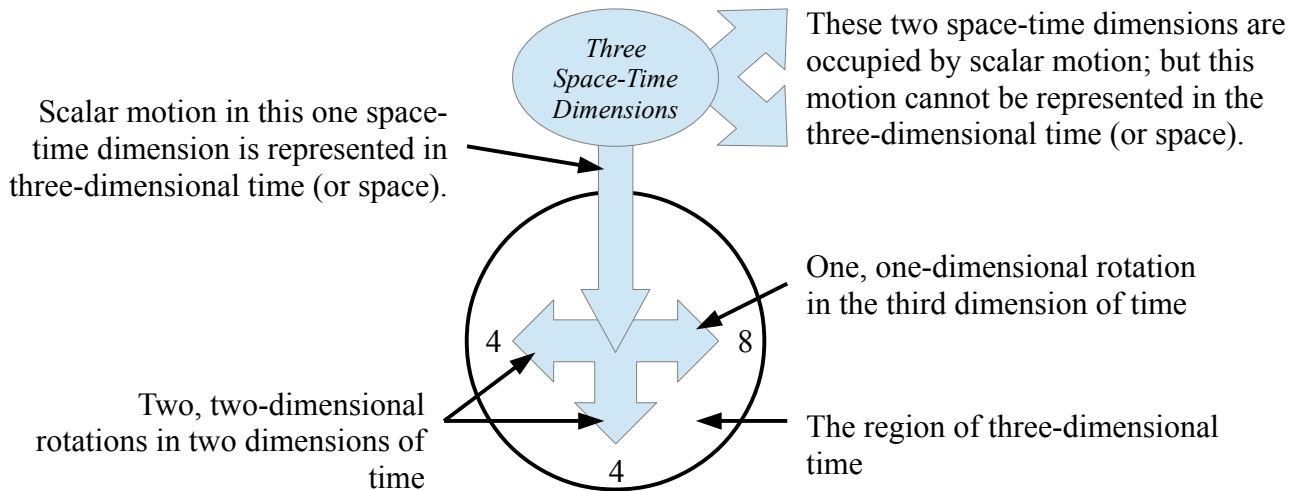 Three
Space-Time
Dimensions
These two space-time dimensions are
occupied by scalar motion; but this
motion cannot be represented in the
three-dimensional time (or space).
Scalar motion in this one space-
time dimension is represented in
three-dimensional time (or space).
One, one-dimensional rotation
in the third dimension of time
4
8
Two, two-dimensional
rotations in two dimensions of
time
The region of three-dimensional
time
4